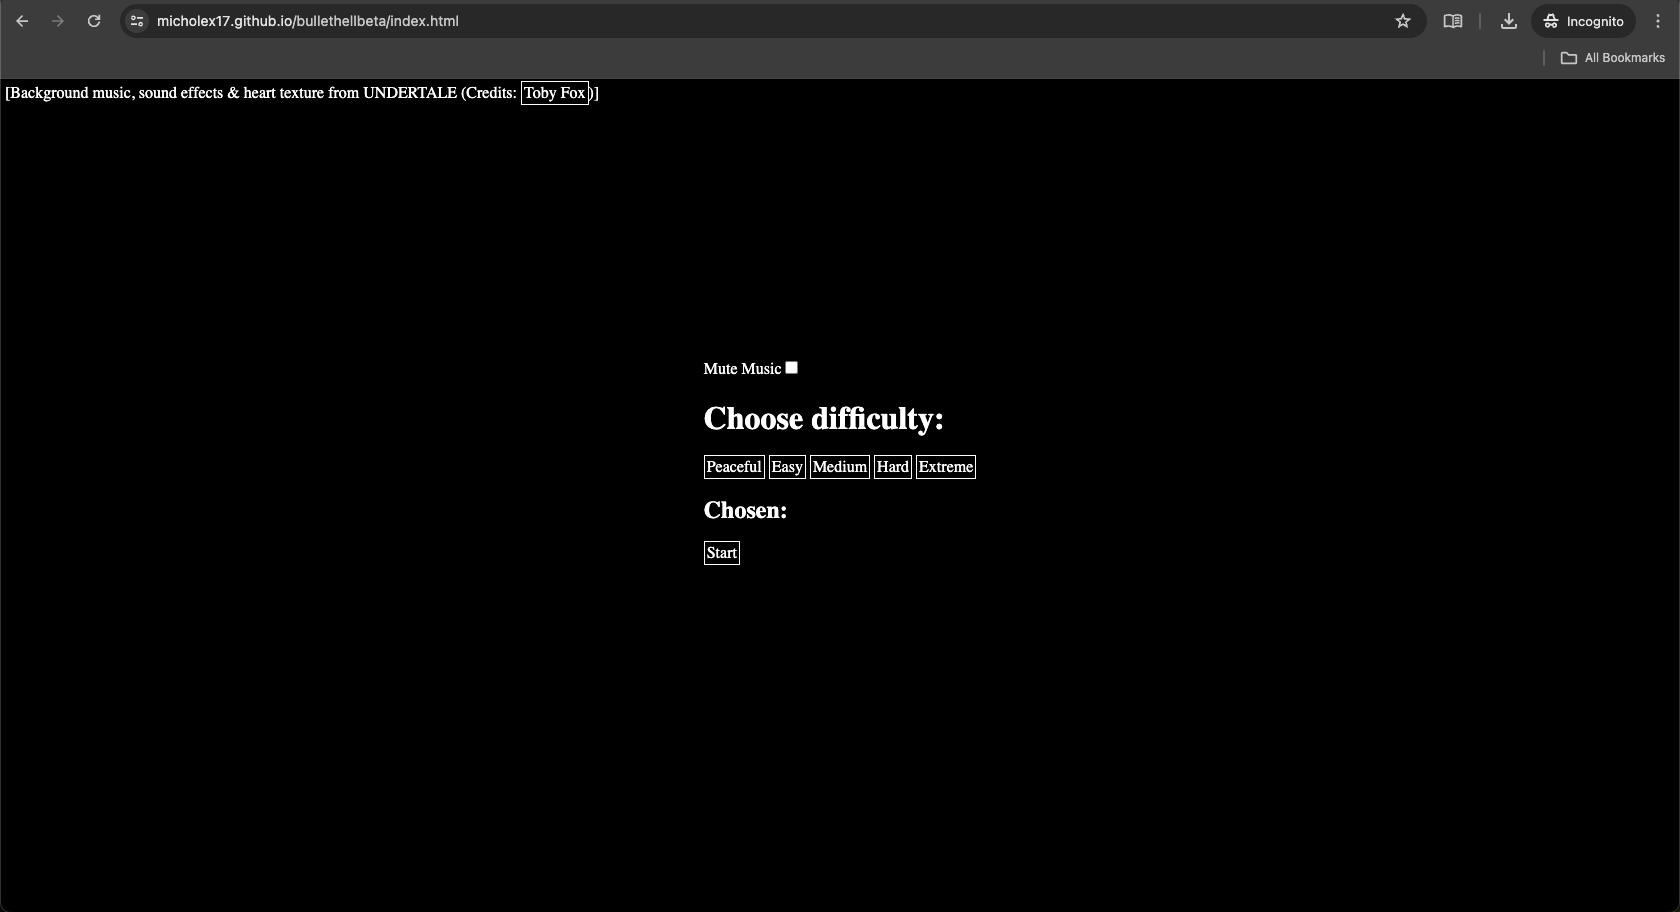 micholex17.github.io/bullethellbeta/index.html
Incognito
All Bookmarks
[Background music, sound effects & heart texture from UNDERTALE (Credits: Toby Fox)]
Mute Music
Choose difficulty:
Peaceful Easy Medium Hard Extreme
Chosen:
Start